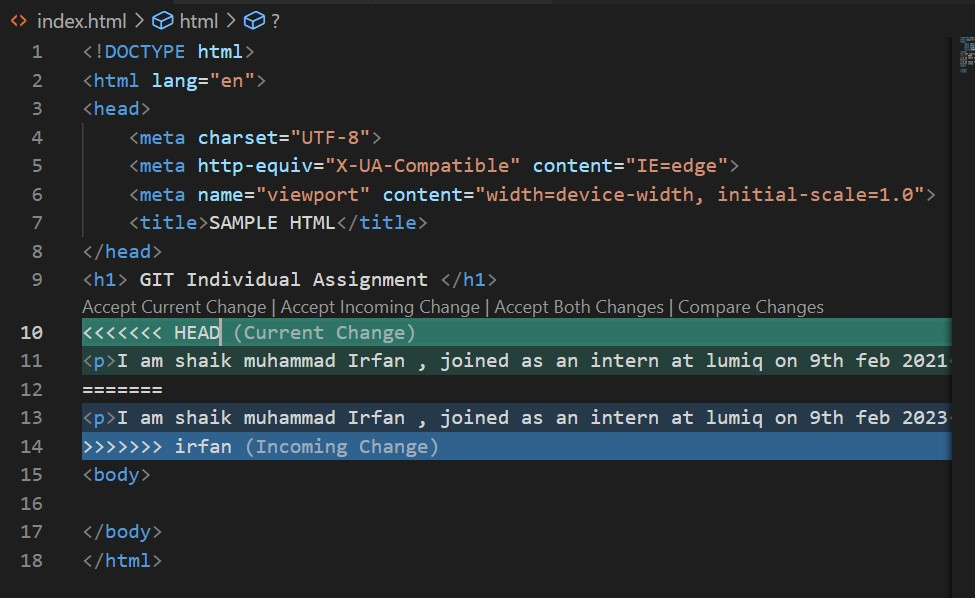 <> index.html > html > ?
1 <!DOCTYPE html>
2 <html lang="en">
3 <head>
4     <meta charset="UTF-8">
5     <meta http-equiv="X-UA-Compatible" content="IE=edge">
6     <meta name="viewport" content="width=device-width, initial-scale=1.0">
7     <title>SAMPLE HTML</title>
8 </head>
9 <h1> GIT Individual Assignment </h1>
Accept Current Change | Accept Incoming Change | Accept Both Changes | Compare Changes
10 <<<<<<< HEAD (Current Change)
11 <p>I am shaik muhammad Irfan , joined as an intern at lumiq on 9th feb 2021
12 =======
13 <p>I am shaik muhammad Irfan , joined as an intern at lumiq on 9th feb 2023
14 >>>>>>> irfan (Incoming Change)
15 <body>
16
17 </body>
18 </html>